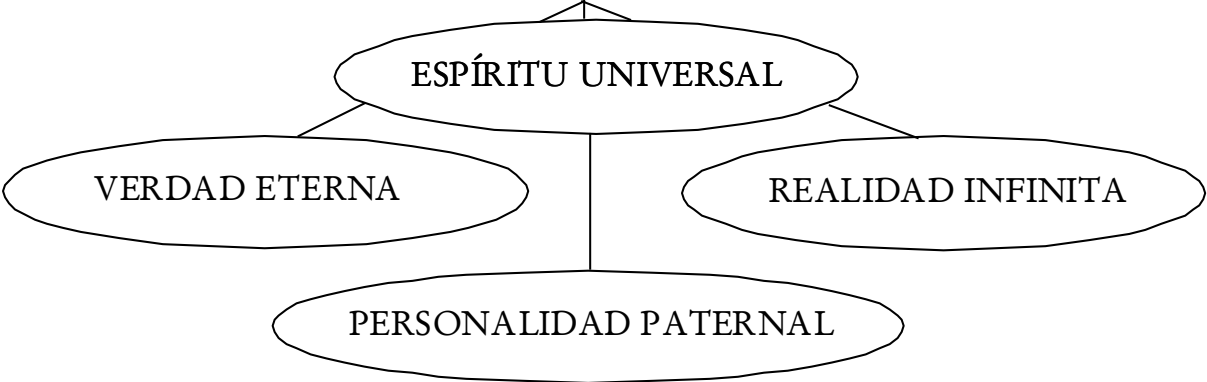 ESPÍRITU UNIVERSAL
VERDAD ETERNA
REALIDAD INFINITA
PERSONALIDAD PATERNAL